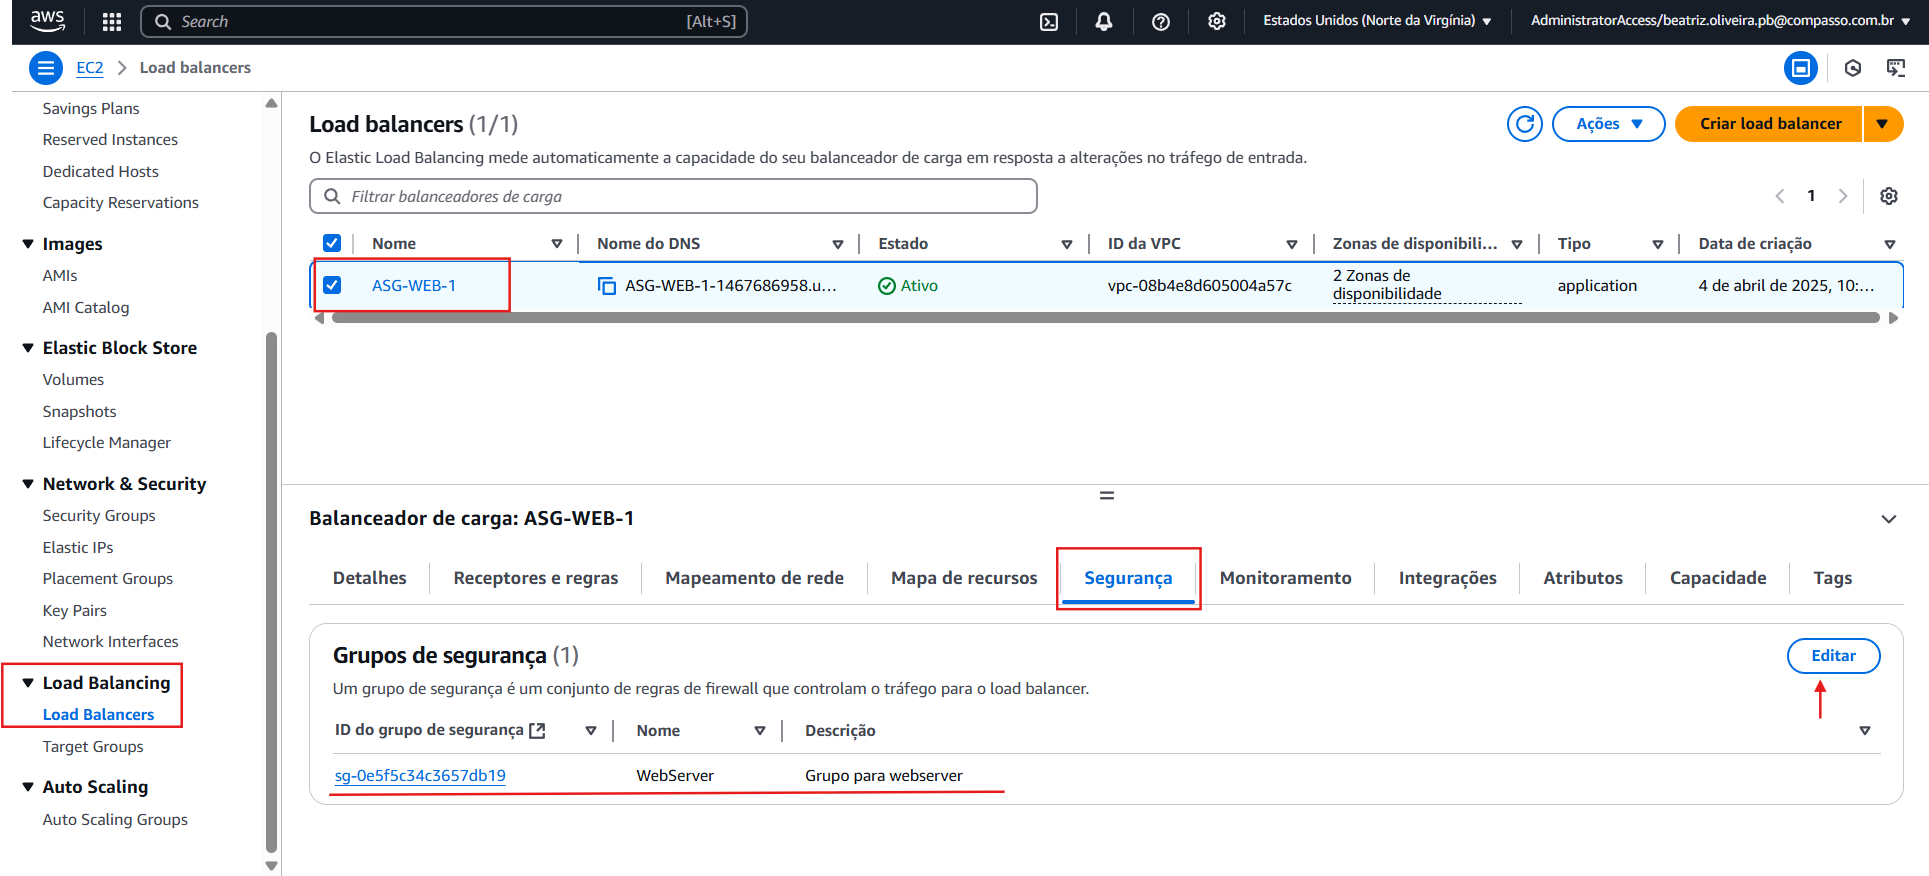 aws
Search [Alt+S]
Estados Unidos (Norte da Virgínia)
AdministratorAccess/beatriz.oliveira.pb@compasso.com.br
EC2 Load balancers
Savings Plans
Reserved Instances
Dedicated Hosts
Capacity Reservations
Images
AMIs
AMI Catalog
Elastic Block Store
Volumes
Snapshots
Lifecycle Manager
Network & Security
Security Groups
Elastic IPs
Placement Groups
Key Pairs
Network Interfaces
Load Balancing
Load Balancers
Target Groups
Auto Scaling
Auto Scaling Groups
Load balancers (1/1)
Ações
Criar load balancer
O Elastic Load Balancing mede automaticamente a capacidade do seu balanceador de carga em resposta a alterações no tráfego de entrada.
Filtrar balanceadores de carga
1
Nome Nome do DNS Estado ID da VPC Zonas de disponibili... Tipo Data de criação
ASG-WEB-1 ASG-WEB-1-1467686958.u... Ativo vpc-08b4e8d605004a57c 2 Zonas de disponibilidade application 4 de abril de 2025, 10:...
Balanceador de carga: ASG-WEB-1
Detalhes Receptores e regras Mapeamento de rede Mapa de recursos Segurança Monitoramento Integrações Atributos Capacidade Tags
Grupos de segurança (1)
Editar
Um grupo de segurança é um conjunto de regras de firewall que controlam o tráfego para o load balancer.
ID do grupo de segurança Nome Descrição
sg-0e5f5c34c3657db19 WebServer Grupo para webserver